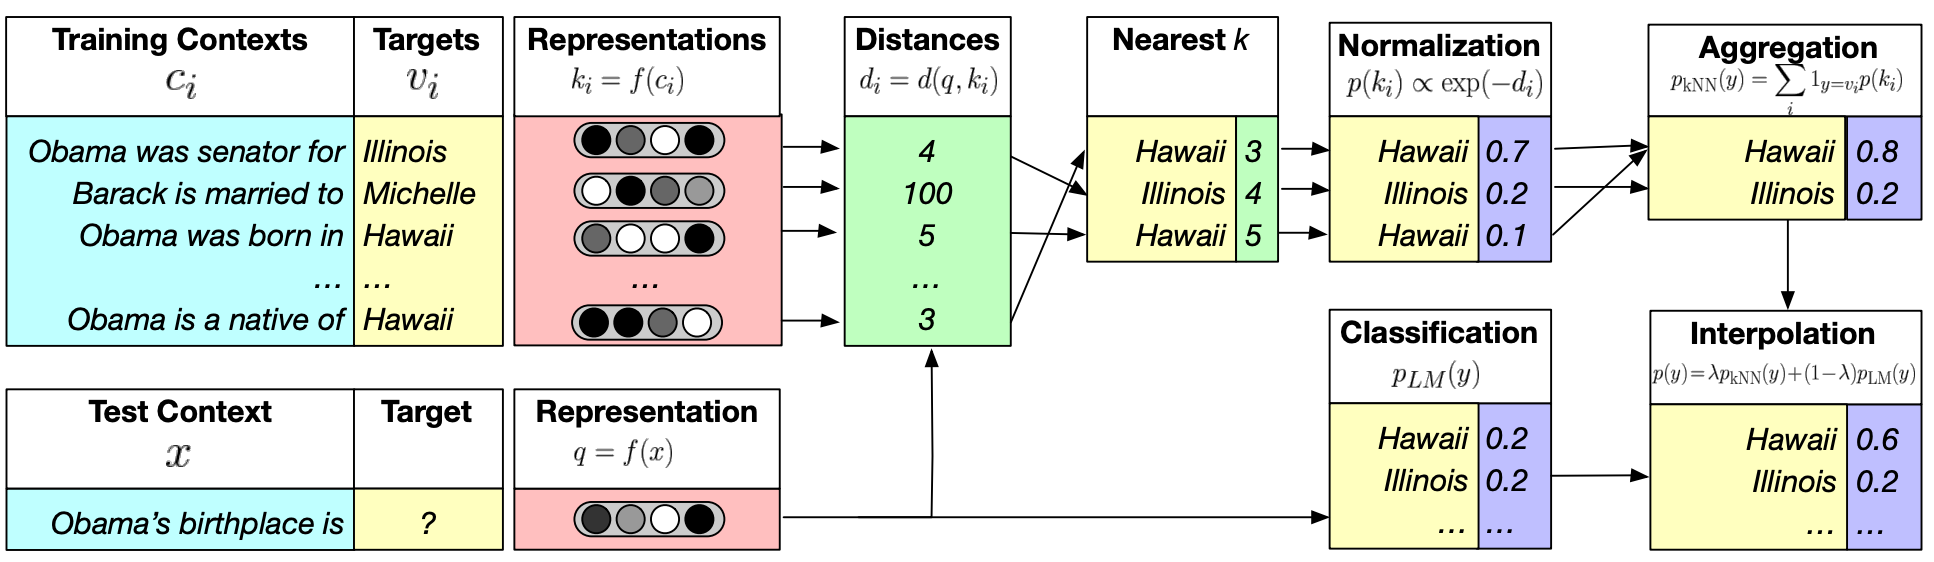 Training Contexts
c_i
Targets
v_i
Obama was senator for Illinois
Barack is married to Michelle
Obama was born in Hawaii
... ...
Obama is a native of Hawaii
Representations
k_i = f(c_i)
...
Distances
d_i = d(q, k_i)
4
100
5
...
3
Nearest k
Hawaii 3
Illinois 4
Hawaii 5
Normalization
p(k_i) ∝ exp(−d_i)
Hawaii 0.7
Illinois 0.2
Hawaii 0.1
Aggregation
p_kNN(y) = ∑_i 1_{y=v_i} p(k_i)
Hawaii 0.8
Illinois 0.2
Test Context
x
Target
Obama’s birthplace is ?
Representation
q = f(x)
Classification
p_LM(y)
Hawaii 0.2
Illinois 0.2
... ...
Interpolation
p(y) = λp_kNN(y) + (1−λ)p_LM(y)
Hawaii 0.6
Illinois 0.2
... ...